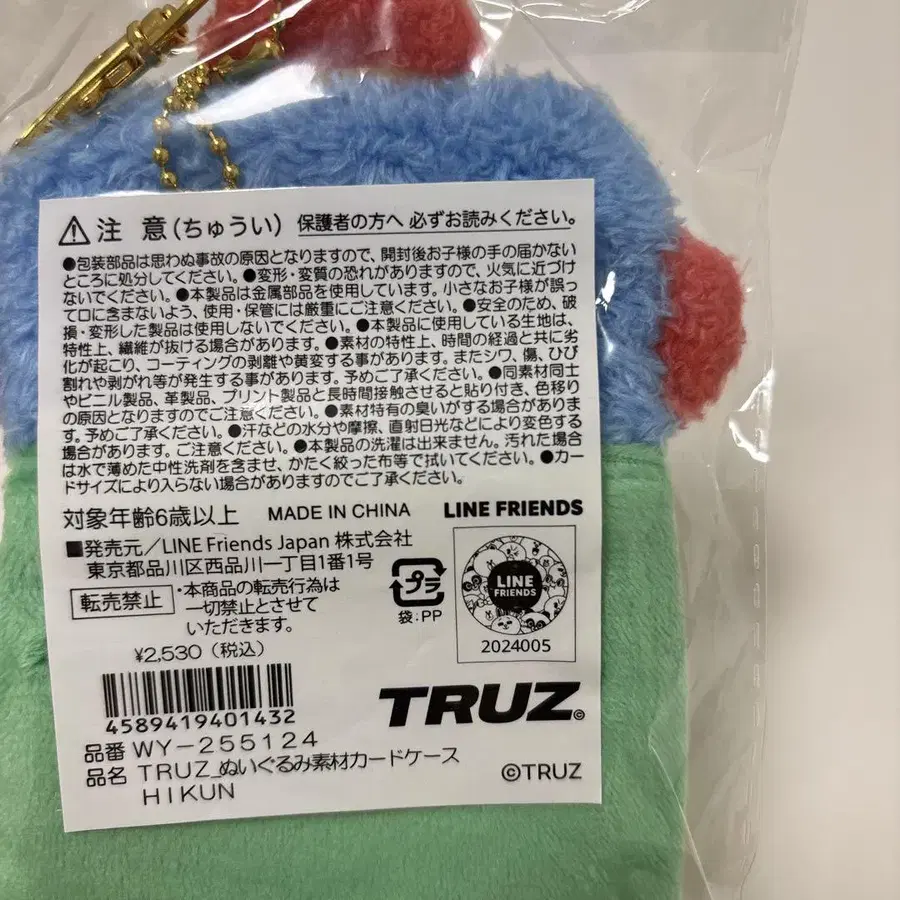 ⚠ 注 意(ちゅうい) 保護者の方へ 必ずお読みください。
●包装部品は思わぬ事故の原因となりますので、開封後お子様の手の届かない
ところに処分してください。●変形・変質の恐れがありますので、火気に近づけ
ないでください。●本製品は金属部品を使用しています。小さなお子様が誤っ
て口に含まないよう、使用・保管には厳重にご注意ください。●安全のため、破
損・変形した製品は使用しないでください。●本製品に使用している生地は、
特性上、繊維が抜ける場合があります。●素材の特性上、時間の経過と共に劣
化が起こり、コーティングの剥離や黄変する事があります。またシワ、傷、ひび
割れや剥がれ等が発生する事があります。予めご了承ください。●同素材同士
やビニル製品、革製品、プリント製品と長時間接触させると貼り付き、色移り
の原因となりますのでご注意ください。●素材特有の臭いがする場合がありま
す。予めご了承ください。●汗などの水分や摩擦、直射日光などにより変色する
場合があります。ご注意ください。●本製品の洗濯は出来ません。汚れた場合
は水で薄めた中性洗剤を含ませ、かたく絞った布等で拭いてください。●カー
ドサイズにより入らない場合がありますのでご了承ください。
対象年齢6歳以上 MADE IN CHINA LINE FRIENDS
■発売元/LINE Friends Japan 株式会社
東京都品川区西品川一丁目1番1号
転売禁止
・本商品の転売行為は
一切禁止とさせて
いただきます。
プラ
袋:PP
LINE
FRIENDS
2024005
¥2,530(税込)
4589419401432
TRUZ©
品番 WY-255124
品名 TRUZ_ぬいぐるみ素材カードケース
HIKUN
©TRUZ